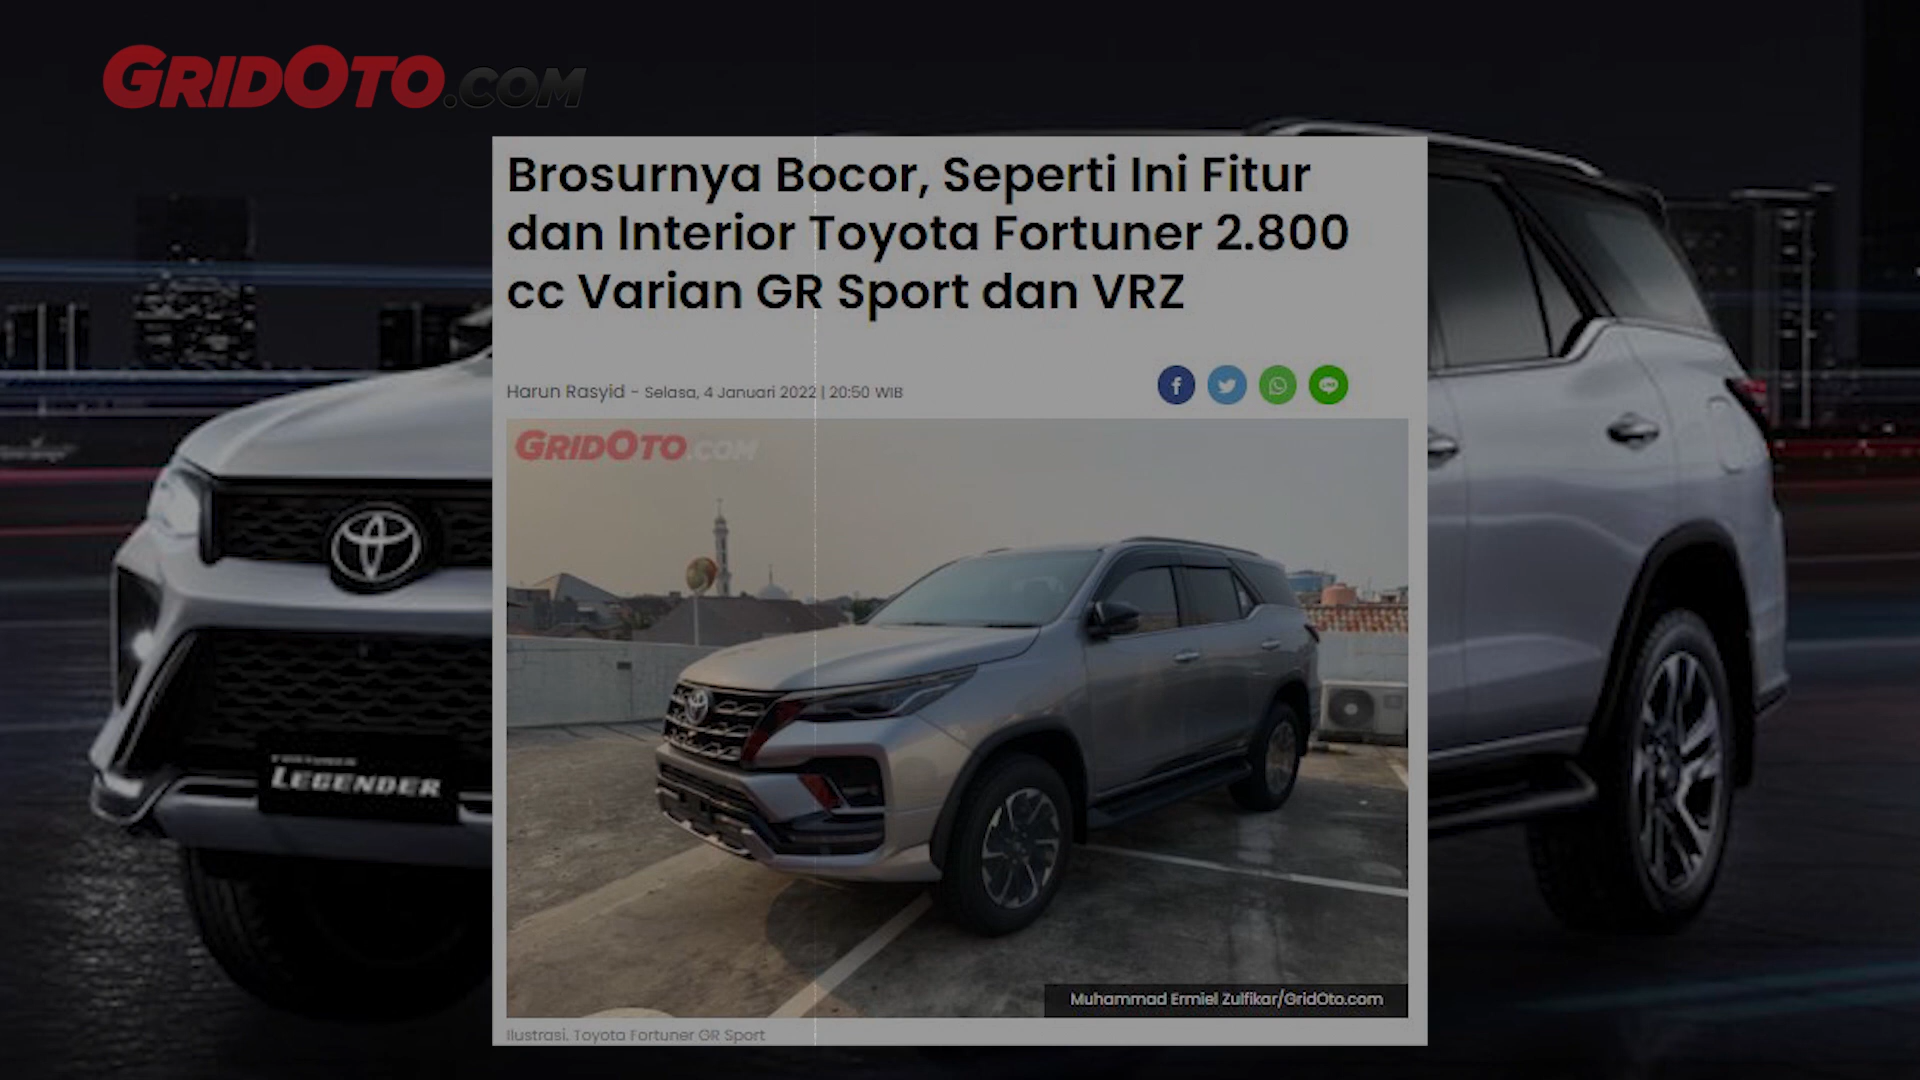 GRIDOTO.COM
Brosurnya Bocor, Seperti Ini Fitur
dan Interior Toyota Fortuner 2.800
cc Varian GR Sport dan VRZ
Harun Rasyid - Selasa, 4 Januari 2022 | 20:50 WIB
GRIDOTO.COM
FORTUNER
LEGENDER
Muhammad Ermiel Zulfikar/GridOto.com
Ilustrasi. Toyota Fortuner GR Sport